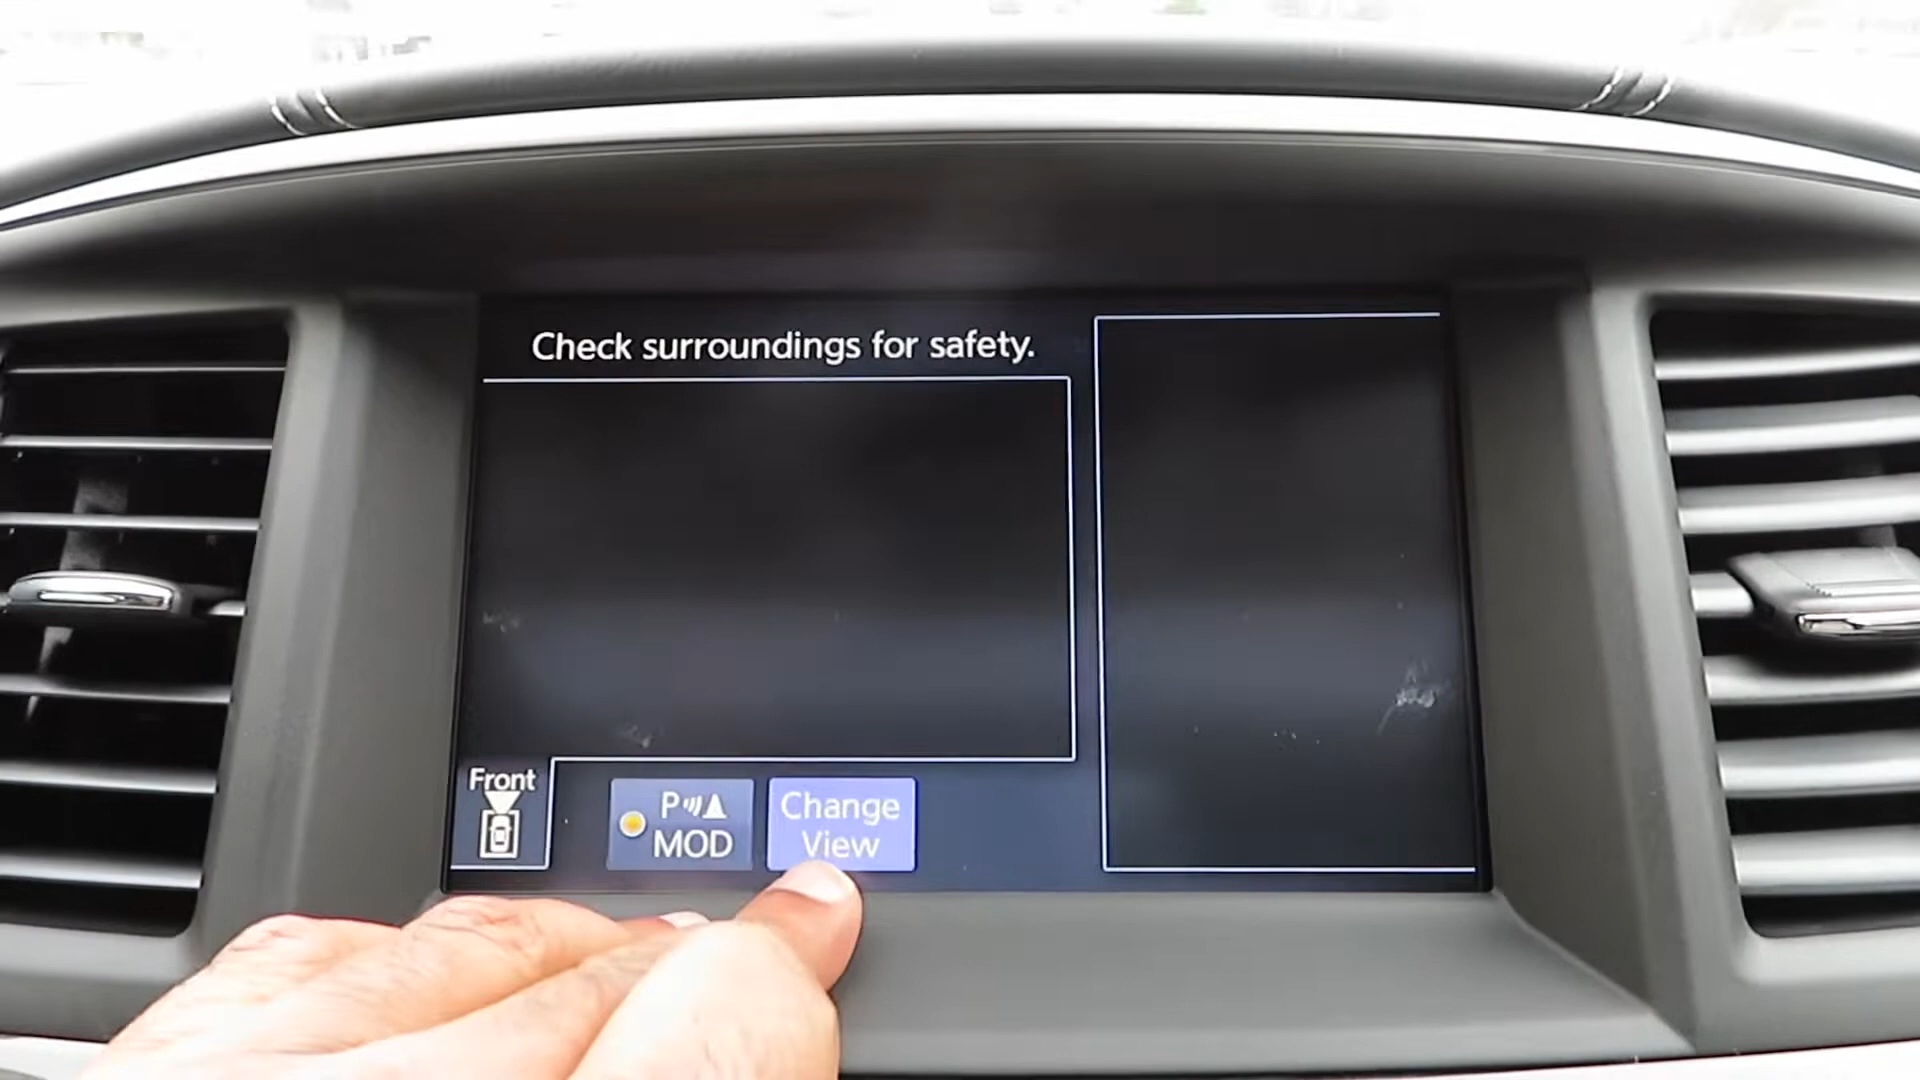 Check surroundings for safety.
Front
P
MOD
Change
View